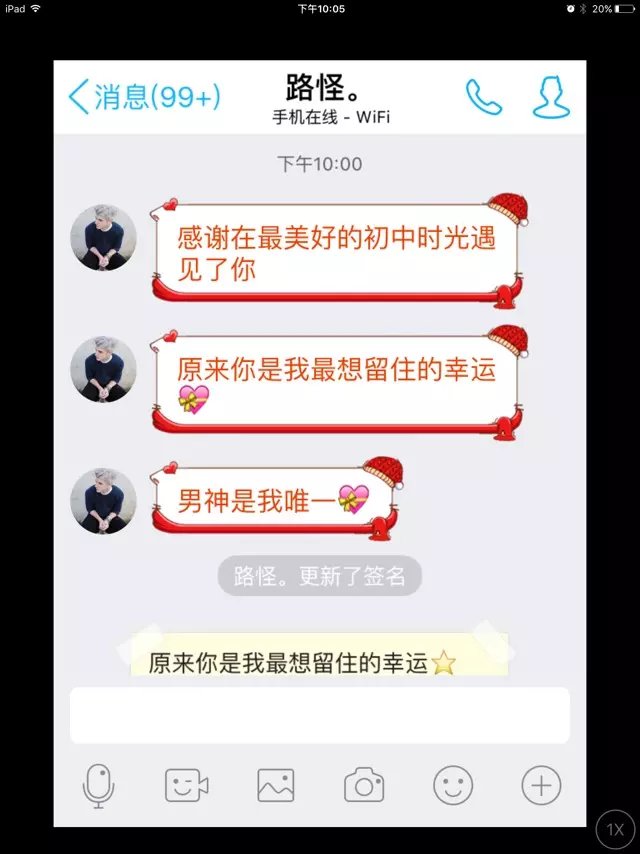 iPad
下午10:05
20%
消息(99+)
路怪。
手机在线 - WiFi
下午10:00
感谢在最美好的初中时光遇
见了你
原来你是我最想留住的幸运
💝
男神是我唯一💝
路怪。更新了签名
原来你是我最想留住的幸运⭐
1X